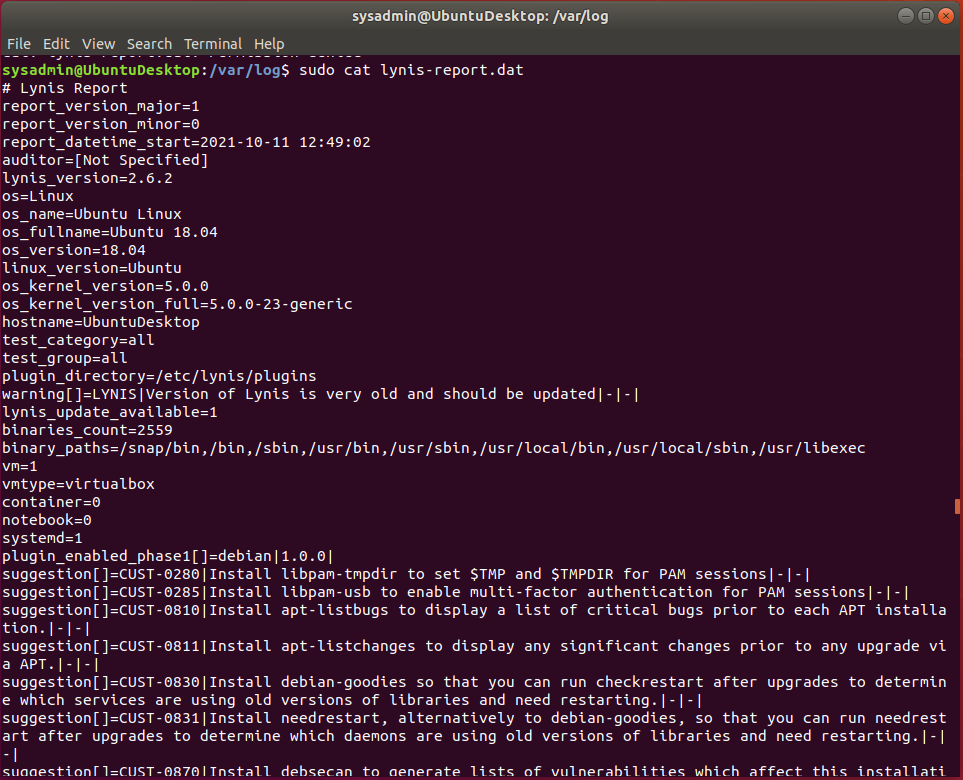 sysadmin@UbuntuDesktop: /var/log
File Edit View Search Terminal Help
sysadmin@UbuntuDesktop:/var/log$ sudo cat lynis-report.dat
# Lynis Report
report_version_major=1
report_version_minor=0
report_datetime_start=2021-10-11 12:49:02
auditor=[Not Specified]
lynis_version=2.6.2
os=Linux
os_name=Ubuntu Linux
os_fullname=Ubuntu 18.04
os_version=18.04
linux_version=Ubuntu
os_kernel_version=5.0.0
os_kernel_version_full=5.0.0-23-generic
hostname=UbuntuDesktop
test_category=all
test_group=all
plugin_directory=/etc/lynis/plugins
warning[]=LYNIS|Version of Lynis is very old and should be updated|-|-|
lynis_update_available=1
binaries_count=2559
binary_paths=/snap/bin,/bin,/sbin,/usr/bin,/usr/sbin,/usr/local/bin,/usr/local/sbin,/usr/libexec
vm=1
vmtype=virtualbox
container=0
notebook=0
systemd=1
plugin_enabled_phase1[]=debian|1.0.0|
suggestion[]=CUST-0280|Install libpam-tmpdir to set $TMP and $TMPDIR for PAM sessions|-|-|
suggestion[]=CUST-0285|Install libpam-usb to enable multi-factor authentication for PAM sessions|-|-|
suggestion[]=CUST-0810|Install apt-listbugs to display a list of critical bugs prior to each APT installa
tion.|-|-|
suggestion[]=CUST-0811|Install apt-listchanges to display any significant changes prior to any upgrade vi
a APT.|-|-|
suggestion[]=CUST-0830|Install debian-goodies so that you can run checkrestart after upgrades to determin
e which services are using old versions of libraries and need restarting.|-|-|
suggestion[]=CUST-0831|Install needrestart, alternatively to debian-goodies, so that you can run needrest
art after upgrades to determine which daemons are using old versions of libraries and need restarting.|-|
-|
suggestion[]=CUST-0870|Install debsecan to generate lists of vulnerabilities which affect this installati